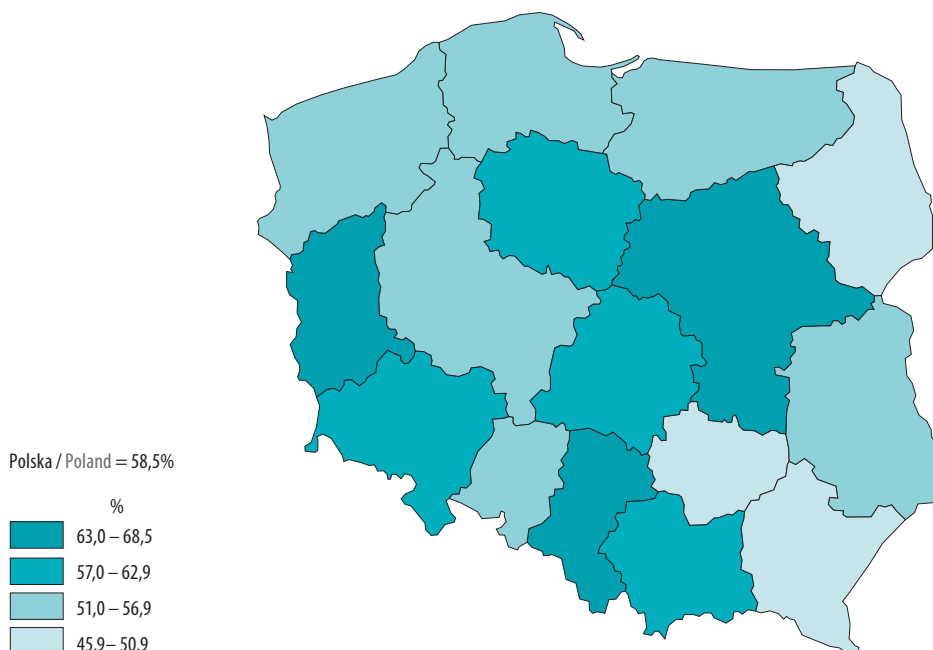 Polska / Poland = 58,5%
%
63,0 – 68,5
57,0 – 62,9
51,0 – 56,9
45,9– 50,9